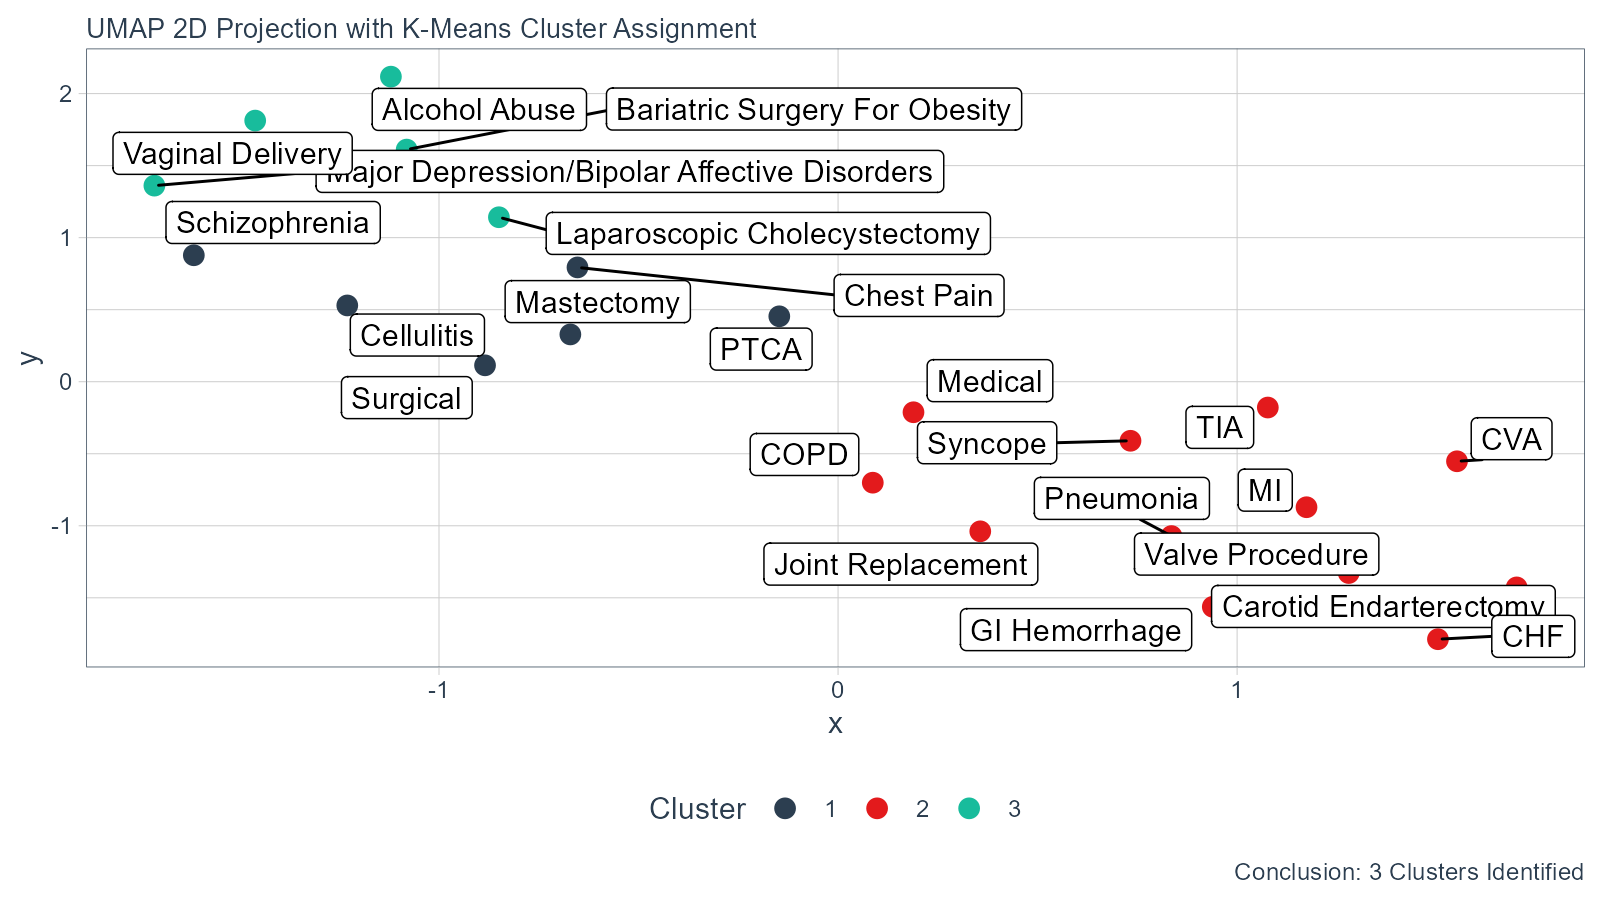 UMAP 2D Projection with K-Means Cluster Assignment
2
Alcohol Abuse
Bariatric Surgery For Obesity
Vaginal Delivery
Major Depression/Bipolar Affective Disorders
Schizophrenia
1
Laparoscopic Cholecystectomy
Mastectomy
Chest Pain
Cellulitis
PTCA
y
0
Medical
Surgical
TIA
CVA
Syncope
COPD
MI
Pneumonia
-1
Valve Procedure
Joint Replacement
Carotid Endarterectomy
GI Hemorrhage
CHF
-1
0
1
x
Cluster 1 2 3
Conclusion: 3 Clusters Identified